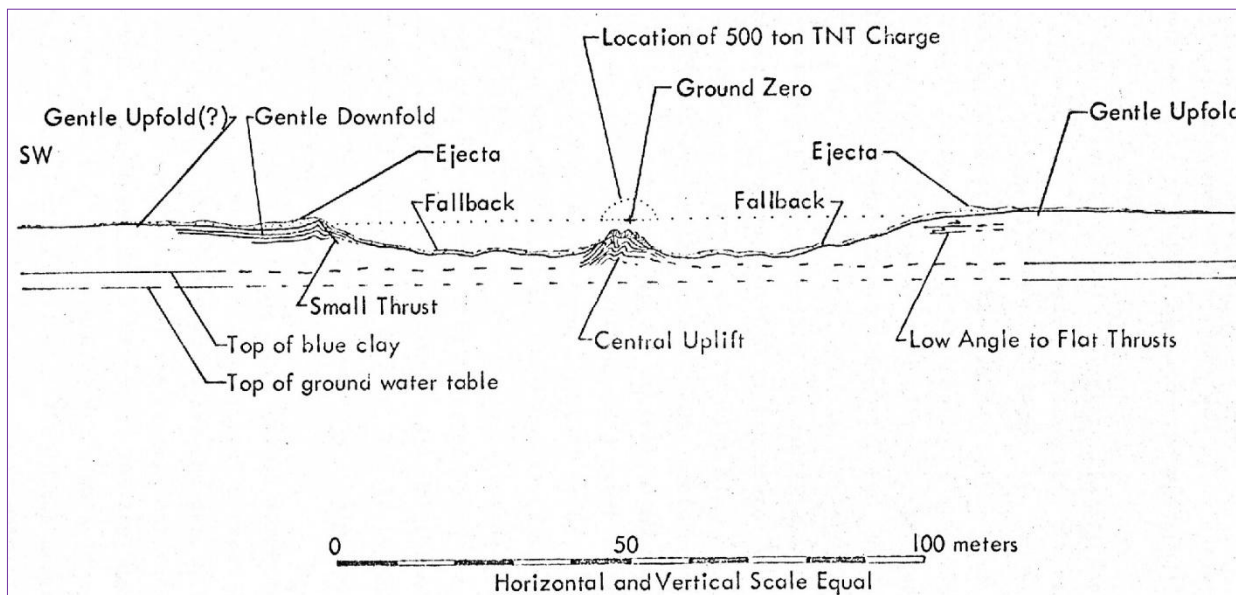 Location of 500 ton TNT Charge
Ground Zero
Gentle Upfold(?)
Gentle Downfold
Gentle Upfold
SW
Ejecta
Ejecta
Fallback
Fallback
Small Thrust
Central Uplift
Low Angle to Flat Thrusts
Top of blue clay
Top of ground water table
0 50 100 meters
Horizontal and Vertical Scale Equal